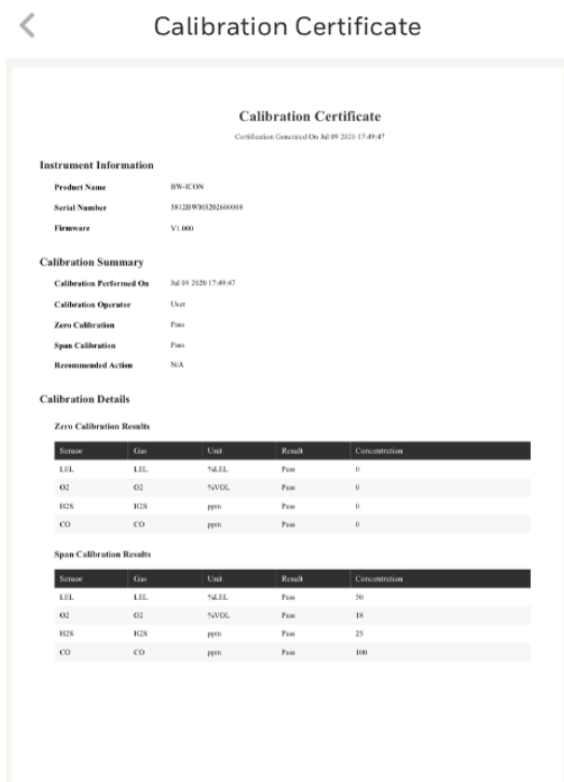 Calibration Certificate
Calibration Certificate
Certification Generated On Jul 09 2020 17:49:47
Instrument Information
Product Name BW-ICON
Serial Number
Firmware V1.000
Calibration Summary
Calibration Performed On Jul 09 2020 17:49:47
Calibration Operator User
Zero Calibration Pass
Span Calibration Pass
Recommended Action N/A
Calibration Details
Zero Calibration Results
Sensor Gas Unit Result Concentration
LEL LEL %LEL Pass 0
O2 O2 %VOL Pass 0
H2S H2S ppm Pass 0
CO CO ppm Pass 0
Span Calibration Results
Sensor Gas Unit Result Concentration
LEL LEL %LEL Pass 50
O2 O2 %VOL Pass 18
H2S H2S ppm Pass 25
CO CO ppm Pass 100